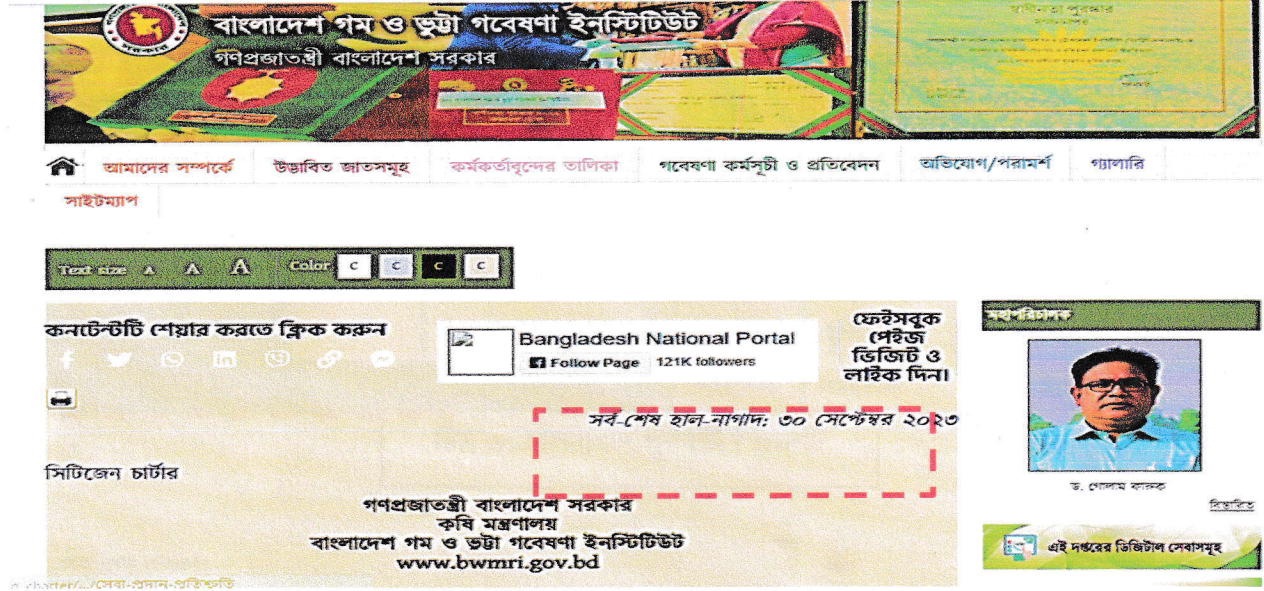 বাংলাদেশ গম ও ভুট্টা গবেষণা ইনস্টিটিউট
গণপ্রজাতন্ত্রী বাংলাদেশ সরকার
আমাদের সম্পর্কে উদ্ভাবিত জাতসমূহ কর্মকর্তাবৃন্দের তালিকা গবেষণা কর্মসূচী ও প্রতিবেদন অভিযোগ/পরামর্শ গ্যালারি
সাইটম্যাপ
Text size A A A Color C C C C
কনটেন্টটি শেয়ার করতে ক্লিক করুন
Bangladesh National Portal
Follow Page 121K followers
ফেইসবুক
পেইজ
ভিজিট ও
লাইক দিন।
সর্ব-শেষ হাল-নাগাদ: ৩০ সেপ্টেম্বর ২০২৩
সিটিজেন চার্টার
গণপ্রজাতন্ত্রী বাংলাদেশ সরকার
কৃষি মন্ত্রণালয়
বাংলাদেশ গম ও ভুট্টা গবেষণা ইনস্টিটিউট
www.bwmri.gov.bd
মহাপরিচালক
ড. গোলাম ফারুক
বিস্তারিত
এই দপ্তরের ডিজিটাল সেবাসমূহ
সেবা-প্রদান-প্রতিশ্রুতি